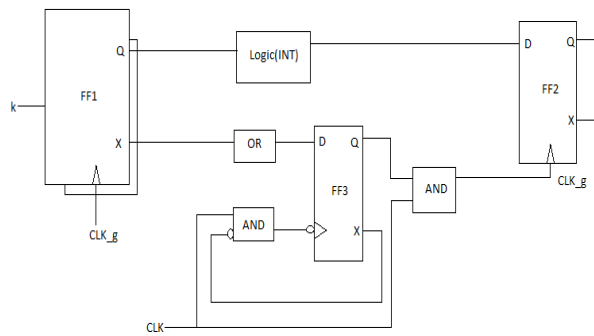 Q
Logic(INT)
D
Q
FF1
FF2
k
X
OR
D
Q
X
FF3
AND
CLK_g
AND
CLK_g
X
CLK